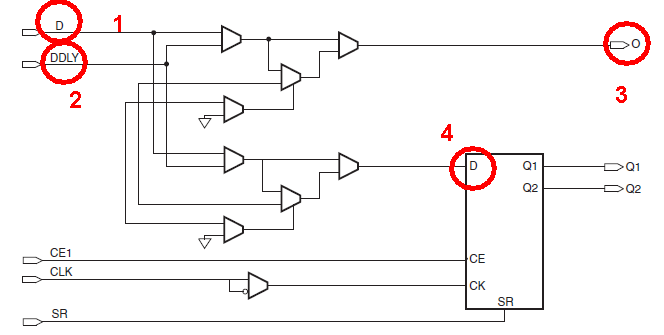 D 1
DDLY
2
O
3
4
D Q1 Q1
Q2 Q2
CE1 CE
CLK CK
SR SR